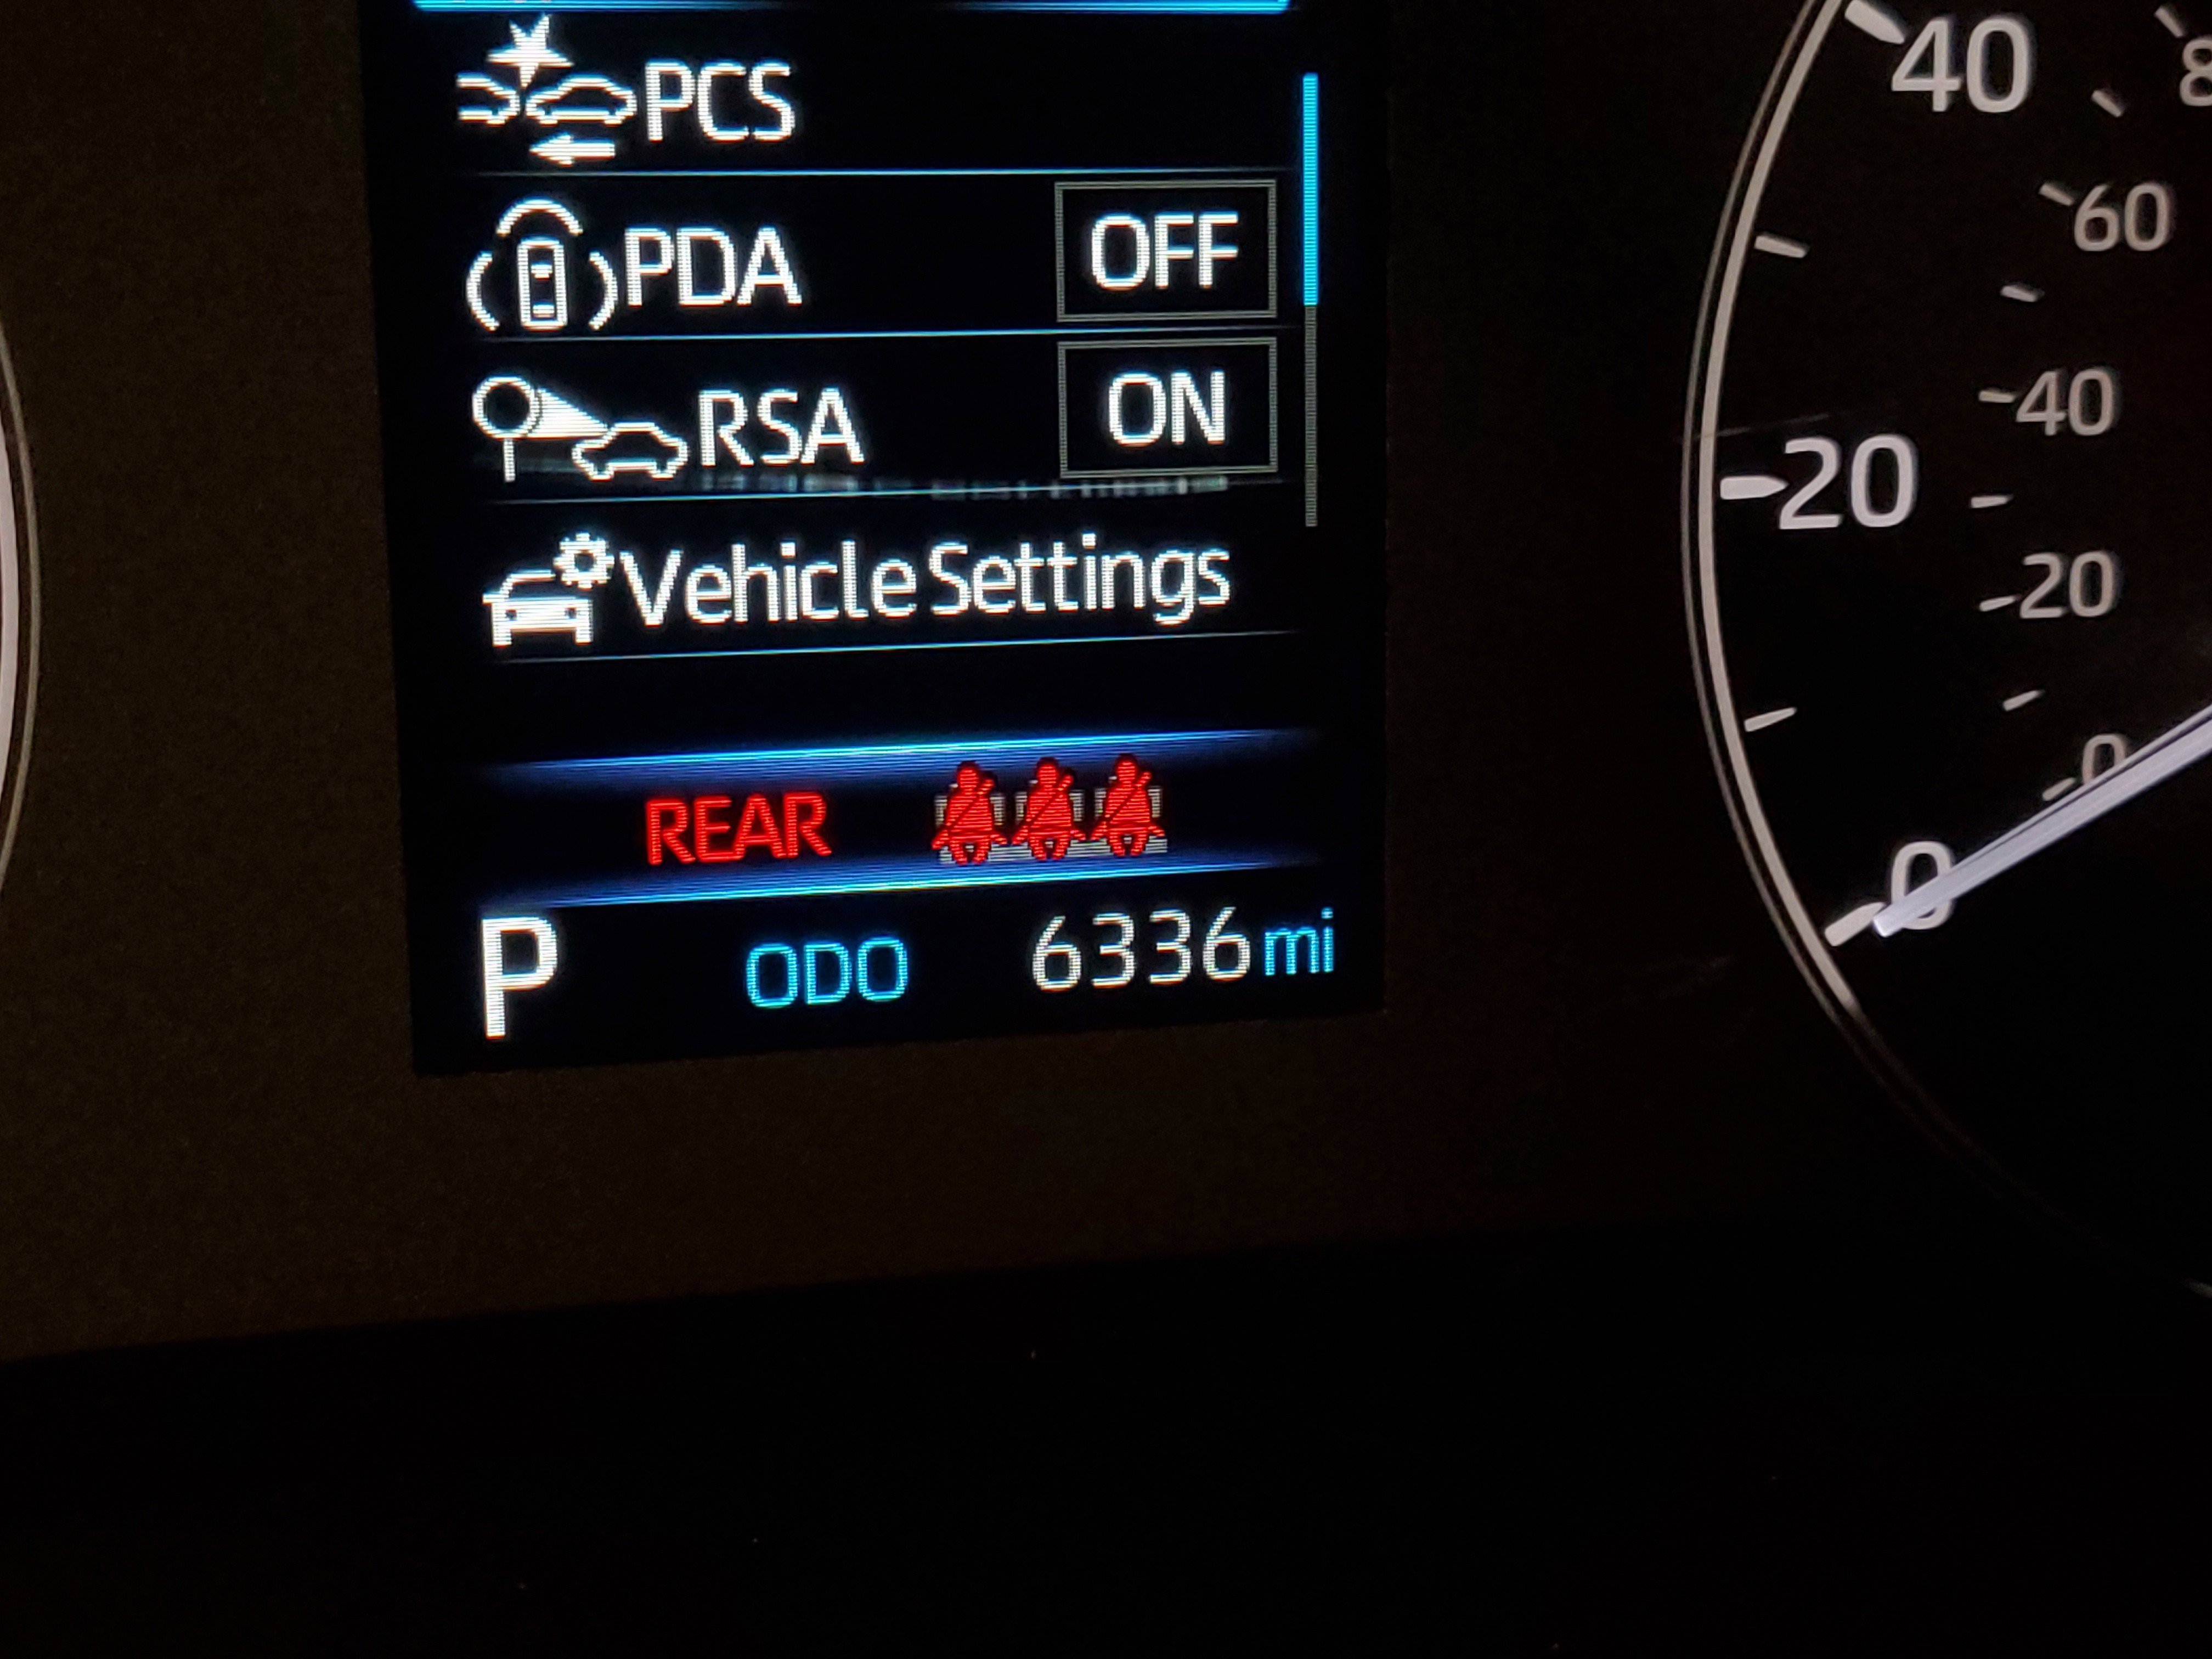 PCS
PDA OFF
RSA ON
Vehicle Settings
REAR
P ODO 6336 mi
40
20
0
60
40
20
0